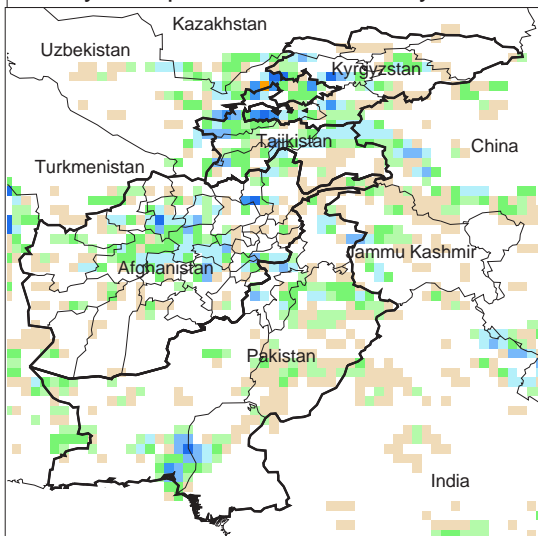 Kazakhstan
Uzbekistan
Kyrgyzstan
Tajikistan
China
Turkmenistan
Jammu Kashmir
Afghanistan
Pakistan
India